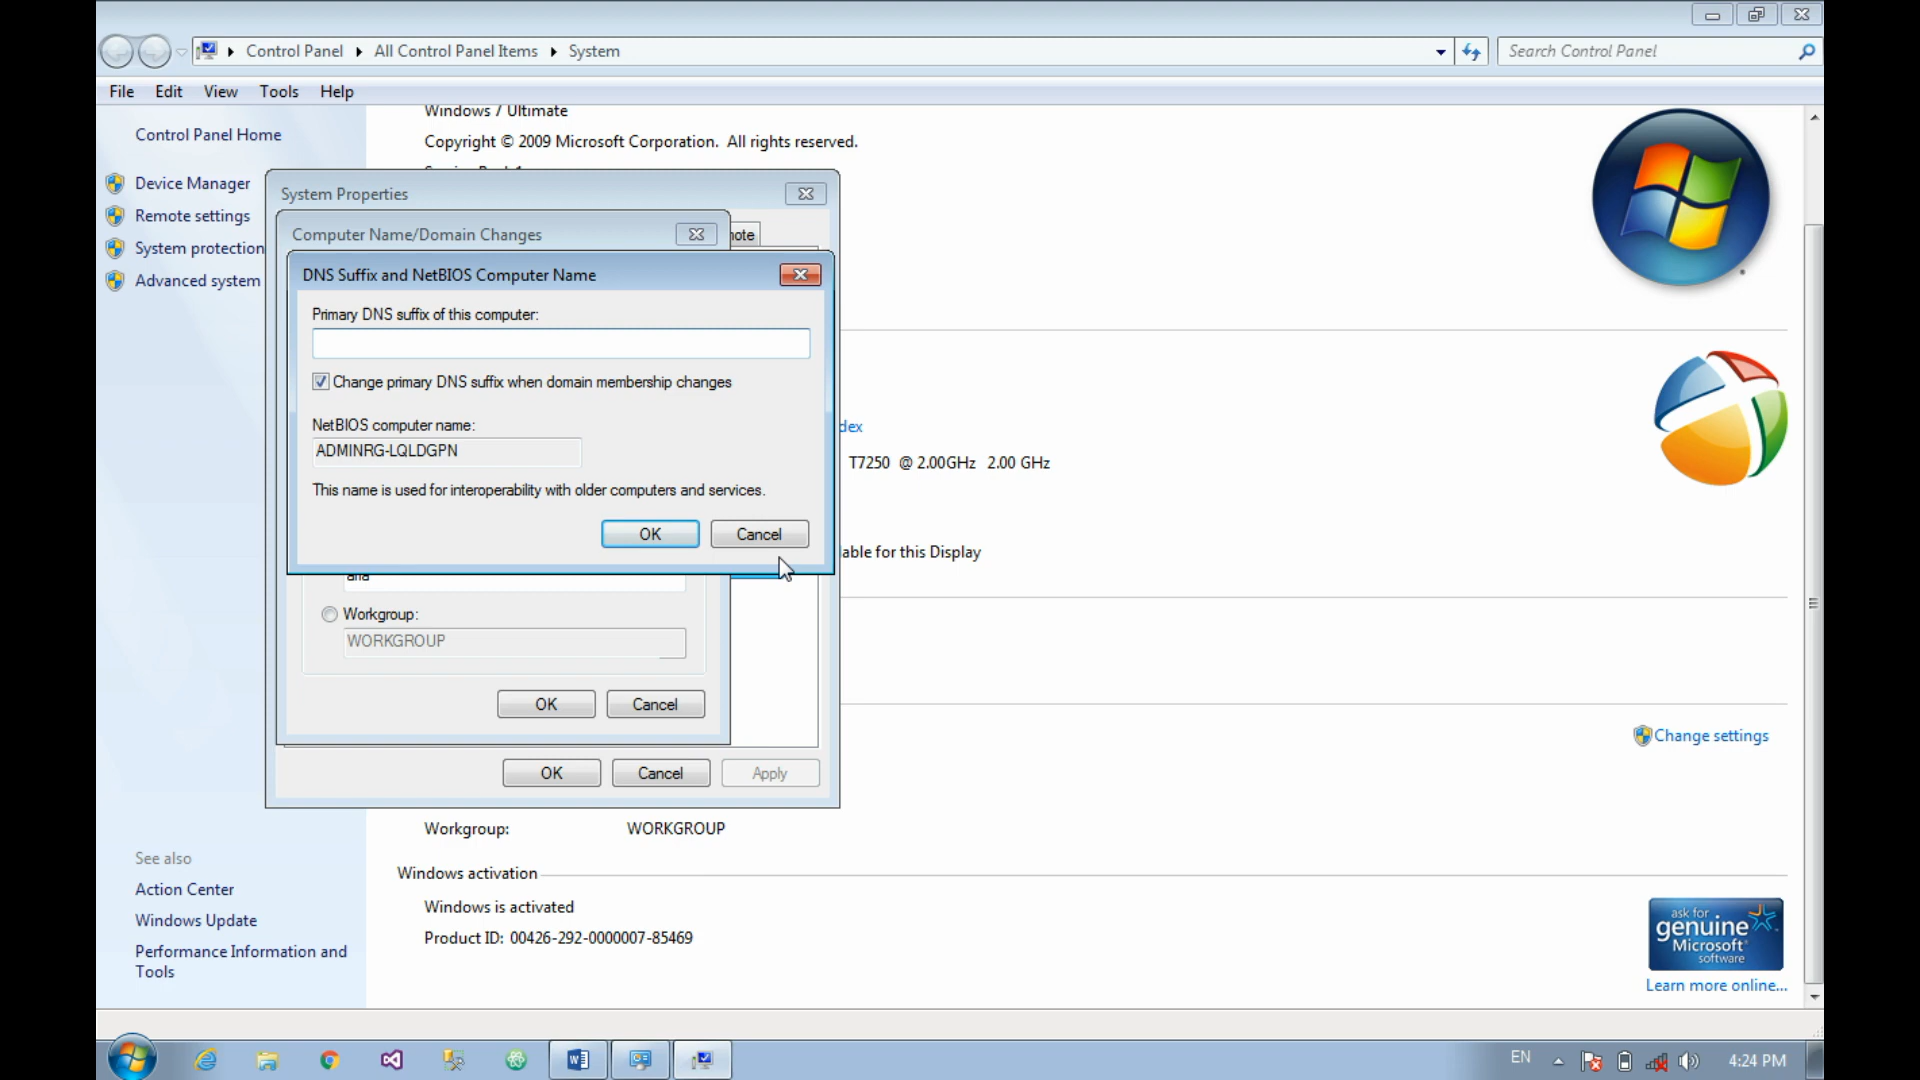 Control Panel
All Control Panel Items
System
Search Control Panel
File Edit View Tools Help
Control Panel Home
Device Manager
Remote settings
System protection
Advanced system
Windows 7 Ultimate
Copyright © 2009 Microsoft Corporation. All rights reserved.
System Properties
Computer Name/Domain Changes
note
DNS Suffix and NetBIOS Computer Name
Primary DNS suffix of this computer:
Change primary DNS suffix when domain membership changes
NetBIOS computer name:
ADMINRG-LQLDGPN
This name is used for interoperability with older computers and services.
OK Cancel
dex
T7250 @ 2.00GHz 2.00 GHz
lable for this Display
Workgroup:
WORKGROUP
OK Cancel
OK Cancel Apply
Change settings
Workgroup: WORKGROUP
Windows activation
Windows is activated
Product ID: 00426-292-0000007-85469
ask for
genuine
Microsoft
software
Learn more online...
See also
Action Center
Windows Update
Performance Information and
Tools
EN
4:24 PM